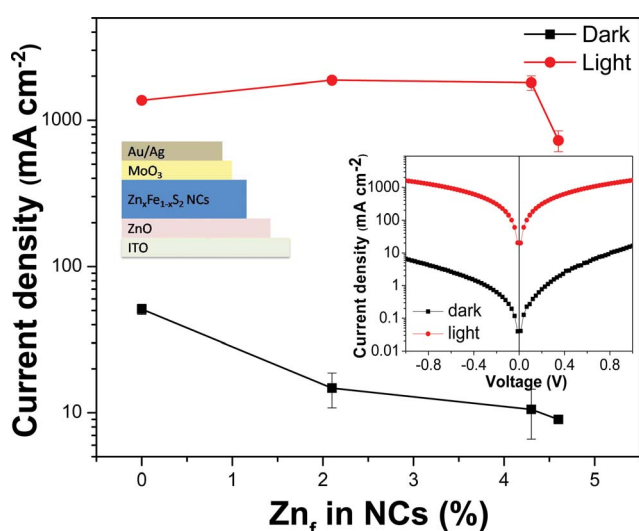 Dark
Light
1000
100
10
Current density (mA cm⁻²)
Au/Ag
MoO₃
ZnₓFe₁₋ₓS₂ NCs
ZnO
ITO
1000
100
10
1
0.1
0.01
Current density (mA cm⁻²)
dark
light
-0.8 -0.4 0.0 0.4 0.8
Voltage (V)
0 1 2 3 4 5
Zn_f in NCs (%)